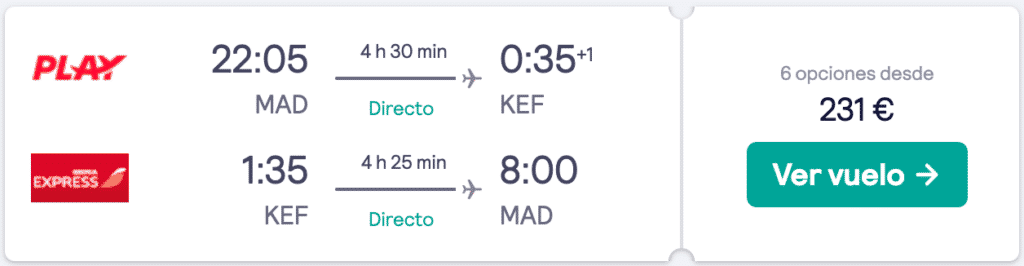 PLAY
22:05
4 h 30 min
0:35+1
MAD
Directo
KEF
6 opciones desde
231 €
Ver vuelo →
EXPRESS
1:35
4 h 25 min
8:00
KEF
Directo
MAD